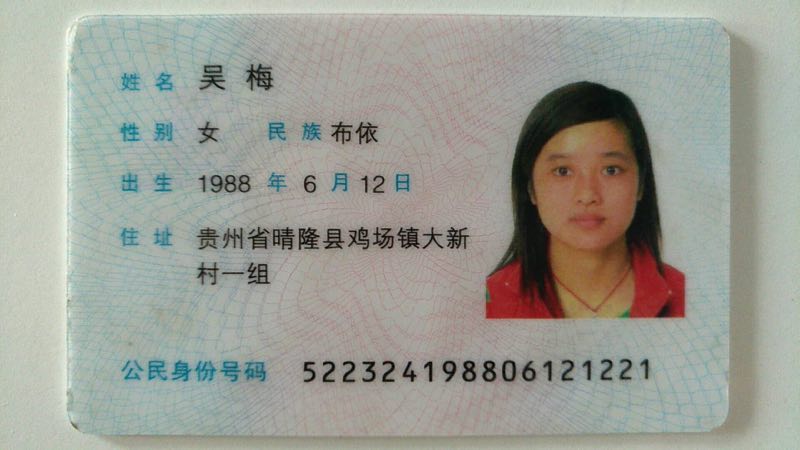 姓名 吴梅
性别 女 民族 布依
出生 1988 年 6 月 12 日
住址 贵州省晴隆县鸡场镇大新
村一组
公民身份号码 522324198806121221